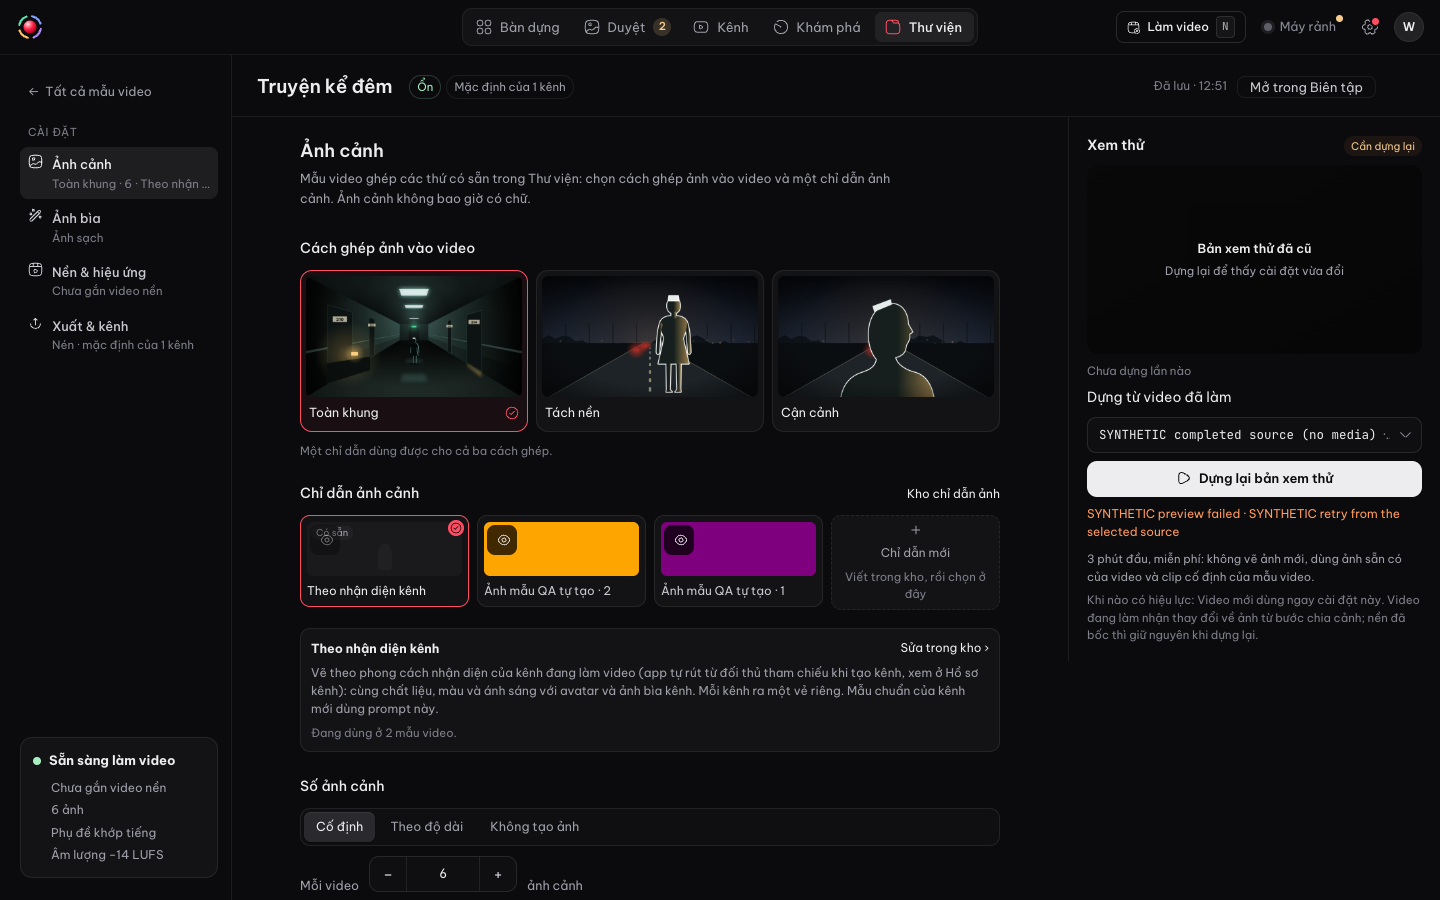 Bàn dựng
Duyệt 2
Kênh
Khám phá
Thư viện
Làm video N
Máy rảnh
W
← Tất cả mẫu video
CÀI ĐẶT
Ảnh cảnh
Toàn khung · 6 · Theo nhận ...
Ảnh bìa
Ảnh sạch
Nền & hiệu ứng
Chưa gắn video nền
Xuất & kênh
Nén · mặc định của 1 kênh
Sẵn sàng làm video
Chưa gắn video nền
6 ảnh
Phụ đề khớp tiếng
Âm lượng -14 LUFS
Truyện kể đêm
Ổn
Mặc định của 1 kênh
Đã lưu · 12:51
Mở trong Biên tập
Ảnh cảnh
Mẫu video ghép các thứ có sẵn trong Thư viện: chọn cách ghép ảnh vào video và một chỉ dẫn ảnh
cảnh. Ảnh cảnh không bao giờ có chữ.
Cách ghép ảnh vào video
Toàn khung
Tách nền
Cận cảnh
Một chỉ dẫn dùng được cho cả ba cách ghép.
Chỉ dẫn ảnh cảnh
Kho chỉ dẫn ảnh
Có sẵn
Theo nhận diện kênh
Ảnh mẫu QA tự tạo · 2
Ảnh mẫu QA tự tạo · 1
+
Chỉ dẫn mới
Viết trong kho, rồi chọn ở
đây
Theo nhận diện kênh
Sửa trong kho ›
Vẽ theo phong cách nhận diện của kênh đang làm video (app tự rút từ đối thủ tham chiếu khi tạo kênh, xem ở Hồ sơ
kênh): cùng chất liệu, màu và ánh sáng với avatar và ảnh bìa kênh. Mỗi kênh ra một vẻ riêng. Mẫu chuẩn của kênh
mới dùng prompt này.
Đang dùng ở 2 mẫu video.
Số ảnh cảnh
Cố định
Theo độ dài
Không tạo ảnh
Mỗi video − 6 + ảnh cảnh
Xem thử
Cần dựng lại
Bản xem thử đã cũ
Dựng lại để thấy cài đặt vừa đổi
Chưa dựng lần nào
Dựng từ video đã làm
SYNTHETIC completed source (no media) ·.
Dựng lại bản xem thử
SYNTHETIC preview failed · SYNTHETIC retry from the
selected source
3 phút đầu, miễn phí: không vẽ ảnh mới, dùng ảnh sẵn có
của video và clip cố định của mẫu video.
Khi nào có hiệu lực: Video mới dùng ngay cài đặt này. Video
đang làm nhận thay đổi về ảnh từ bước chia cảnh; nền đã
bốc thì giữ nguyên khi dựng lại.